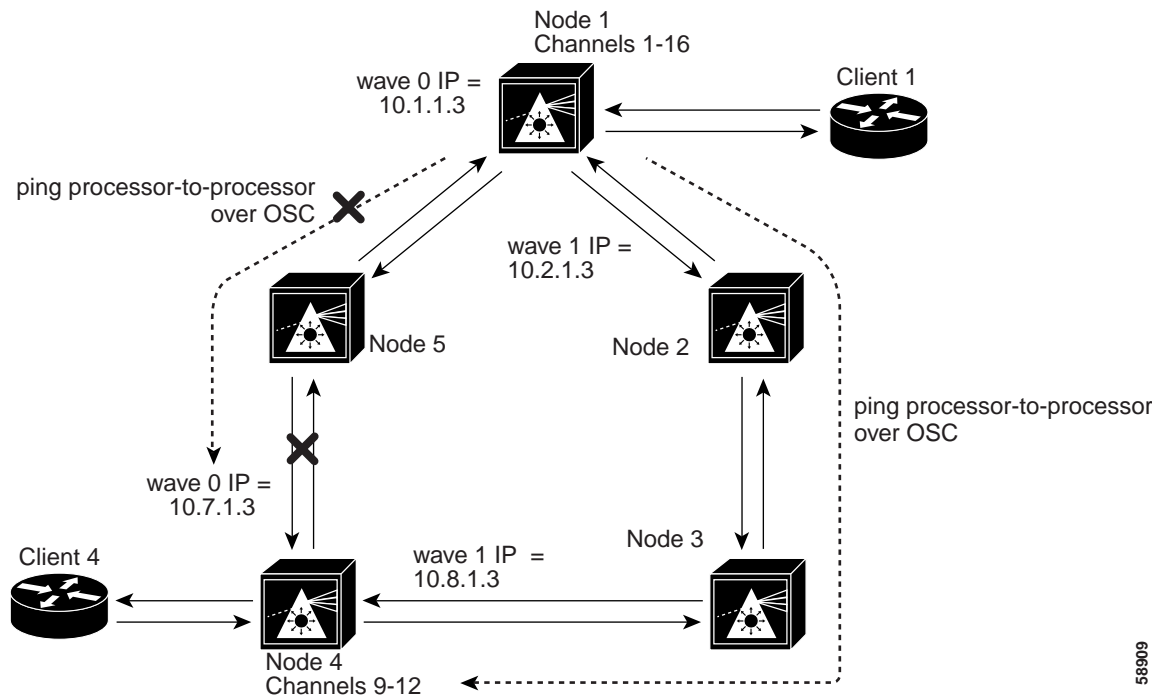 Node 1
Channels 1-16
wave 0 IP =
10.1.1.3
Client 1
ping processor-to-processor
over OSC
wave 1 IP =
10.2.1.3
Node 5
Node 2
ping processor-to-processor
over OSC
wave 0 IP =
10.7.1.3
Client 4
wave 1 IP =
10.8.1.3
Node 3
Node 4
Channels 9-12
58909